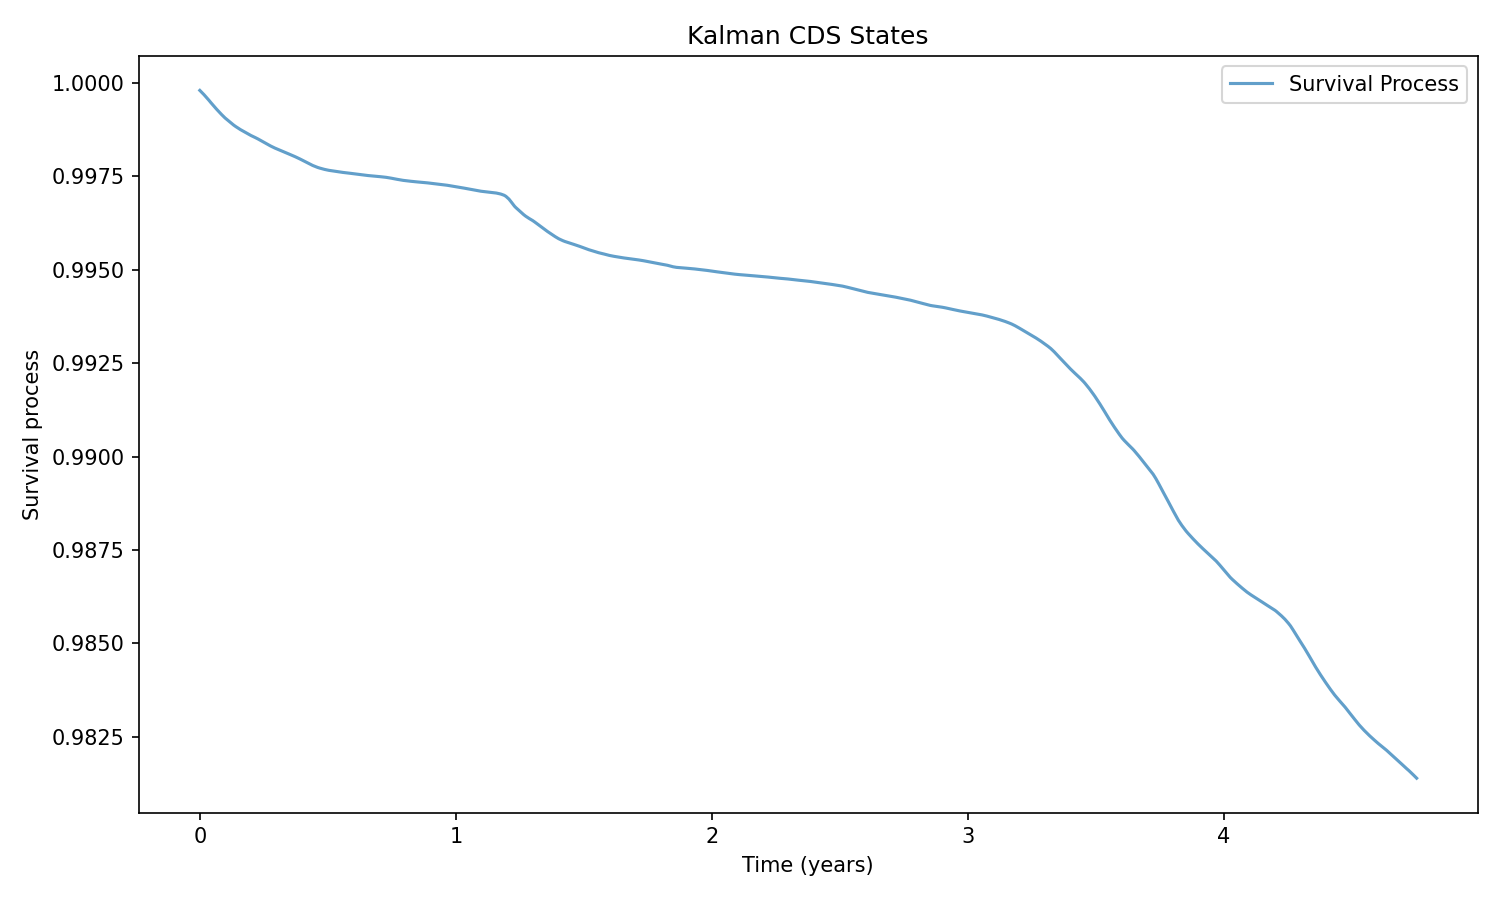 Kalman CDS States
Survival Process
1.0000
0.9975
0.9950
0.9925
0.9900
0.9875
0.9850
0.9825
Survival process
0 1 2 3 4
Time (years)